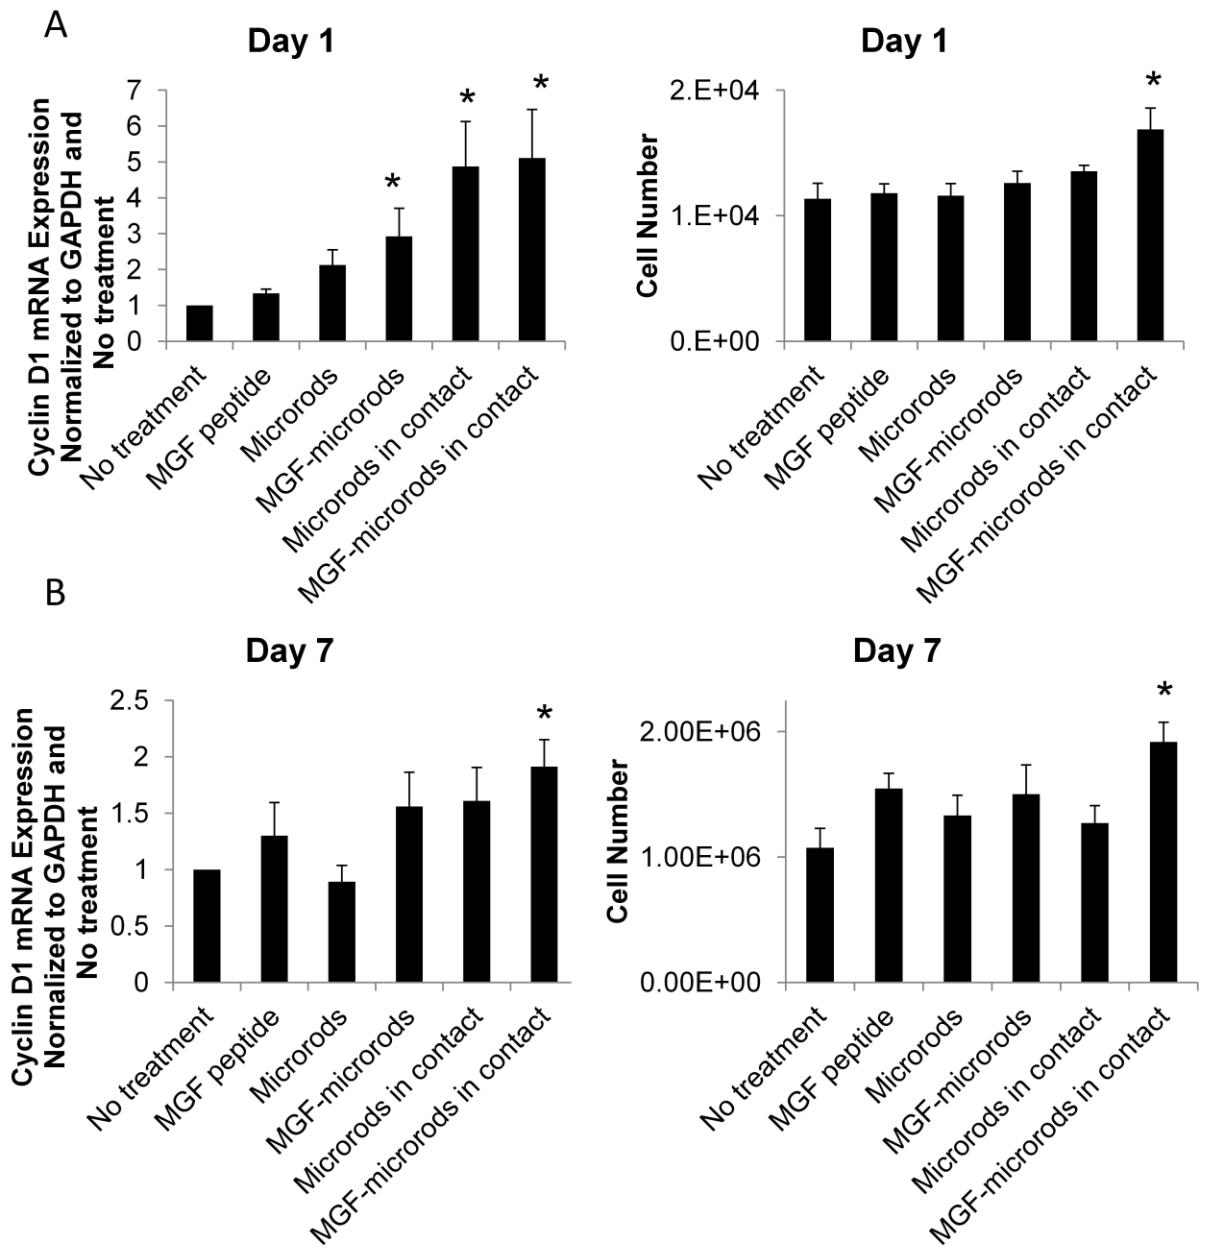 A
Day 1
Cyclin D1 mRNA Expression
Normalized to GAPDH and
No treatment
7
6
5
4
3
2
1
0
*
*
*
No treatment
MGF peptide
Microrods
MGF-microrods
Microrods in contact
MGF-microrods in contact
Day 1
Cell Number
2.E+04
1.E+04
0.E+00
*
No treatment
MGF peptide
Microrods
MGF-microrods
Microrods in contact
MGF-microrods in contact
B
Day 7
Cyclin D1 mRNA Expression
Nornalized to GAPDH and
No treatment
2.5
2
1.5
1
0.5
0
*
No treatment
MGF peptide
Microrods
MGF-microrods
Microrods in contact
MGF-microrods in contact
Day 7
Cell Number
2.00E+06
1.00E+06
0.00E+00
*
No treatment
MGF peptide
Microrods
MGF-microrods
Microrods in contact
MGF-microrods in contact